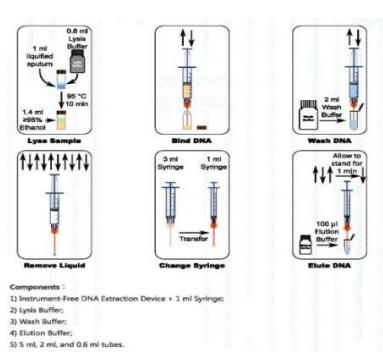 1 ml
liquified
sputum
0.6 ml
Lysis
Buffer
95 °C
10 min
1.4 ml
≥95%
Ethanol
Lyse Sample
Bind DNA
2 ml
Wash
Buffer
Wash DNA
Remove Liquid
3 ml
Syringe
1 ml
Syringe
Transfer
Change Syringe
Allow to
stand for
1 min
100 µl
Elution
Buffer
Elute DNA
Components :
1) Instrument-Free DNA Extraction Device + 1 ml Syringe;
2) Lysis Buffer;
3) Wash Buffer;
4) Elution Buffer;
5) 5 ml, 2 ml, and 0.6 ml tubes.